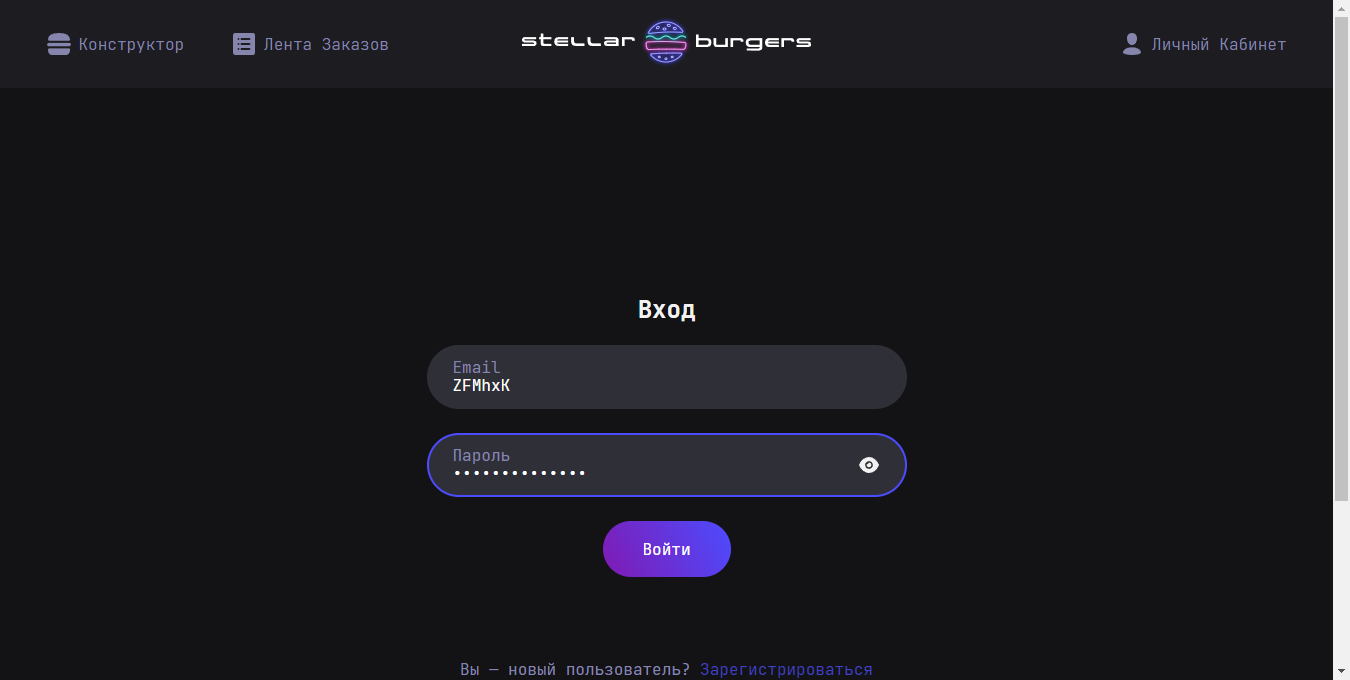 Конструктор
Лента Заказов
stellar burgers
Личный Кабинет
Вход
Email
ZFMhxK
Пароль
••••••••••••••
Войти
Вы — новый пользователь? Зарегистрироваться